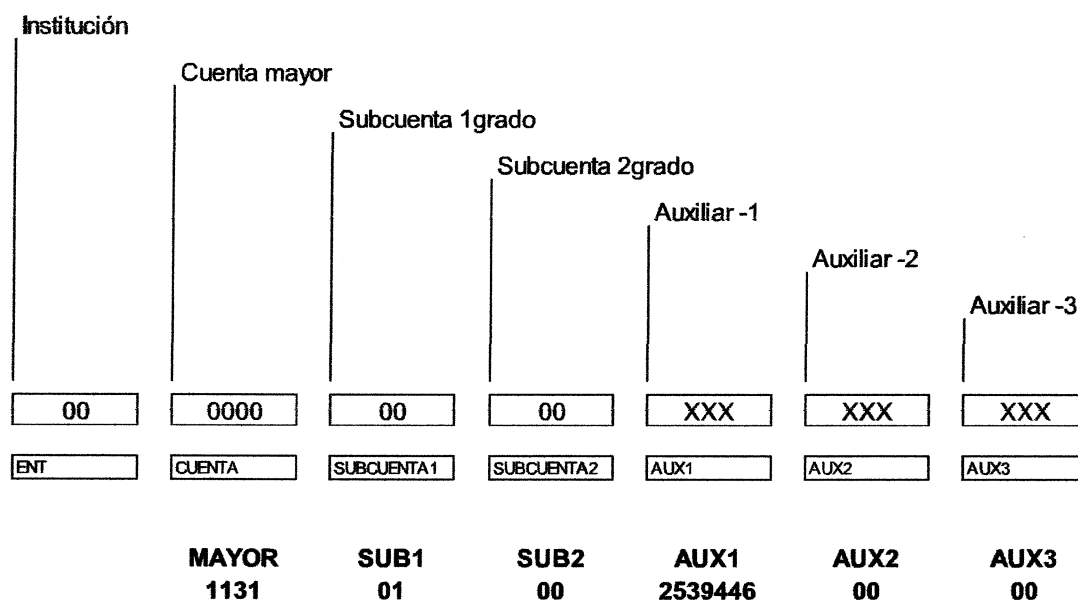 Institución
Cuenta mayor
Subcuenta 1grado
Subcuenta 2grado
Auxiliar -1
Auxiliar -2
Auxiliar -3
00 0000 00 00 XXX XXX XXX
ENT CUENTA SUBCUENTA1 SUBCUENTA2 AUX1 AUX2 AUX3
MAYOR SUB1 SUB2 AUX1 AUX2 AUX3
1131 01 00 2539446 00 00